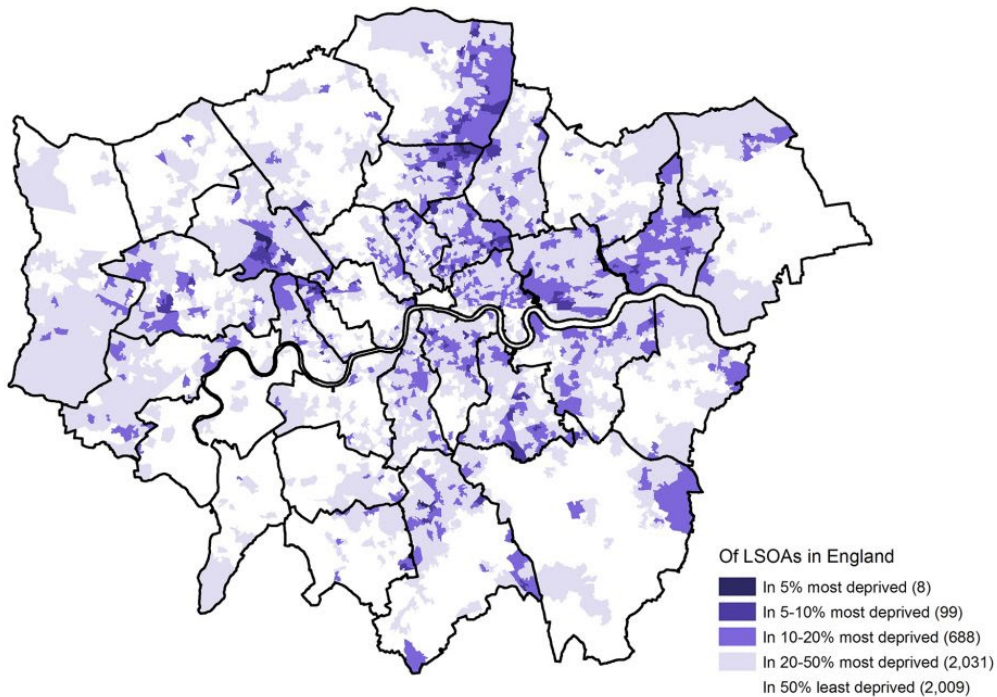 Of LSOAs in England
In 5% most deprived (8)
In 5-10% most deprived (99)
In 10-20% most deprived (688)
In 20-50% most deprived (2,031)
In 50% least deprived (2,009)